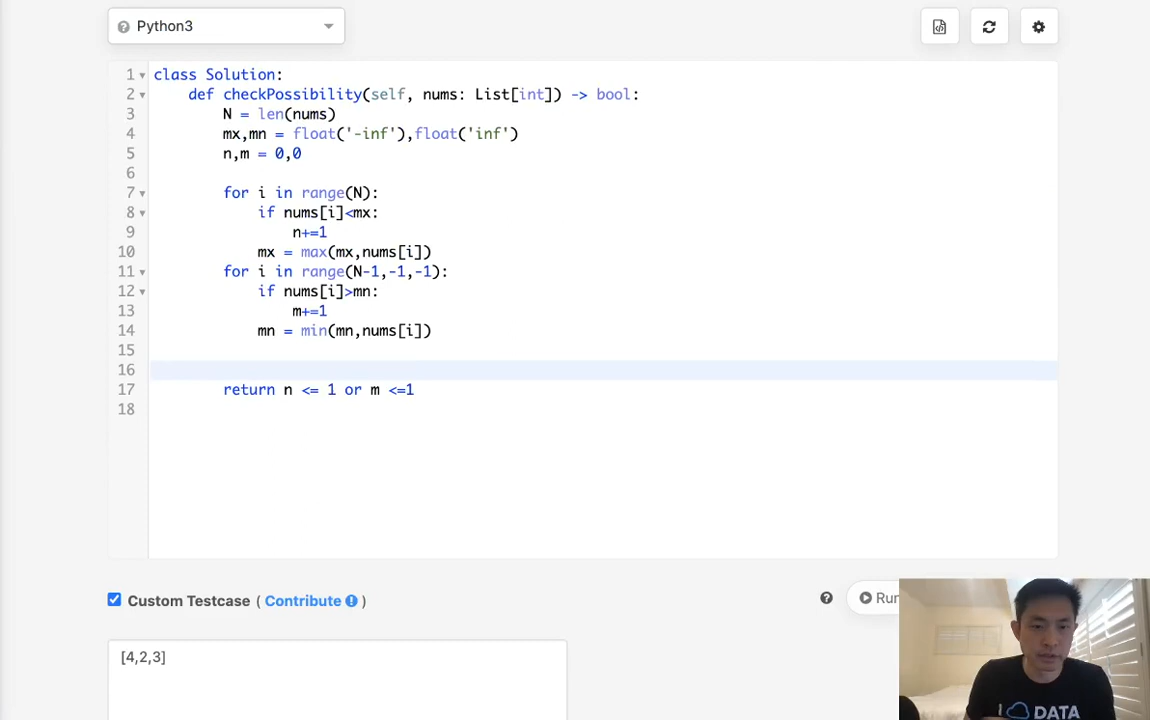 Python3
1 class Solution:
2 def checkPossibility(self, nums: List[int]) -> bool:
3 N = len(nums)
4 mx,mn = float('-inf'),float('inf')
5 n,m = 0,0
6
7 for i in range(N):
8 if nums[i]<mx:
9 n+=1
10 mx = max(mx,nums[i])
11 for i in range(N-1,-1,-1):
12 if nums[i]>mn:
13 m+=1
14 mn = min(mn,nums[i])
15
16
17 return n <= 1 or m <=1
18
Custom Testcase ( Contribute )
Run
[4,2,3]
DATA